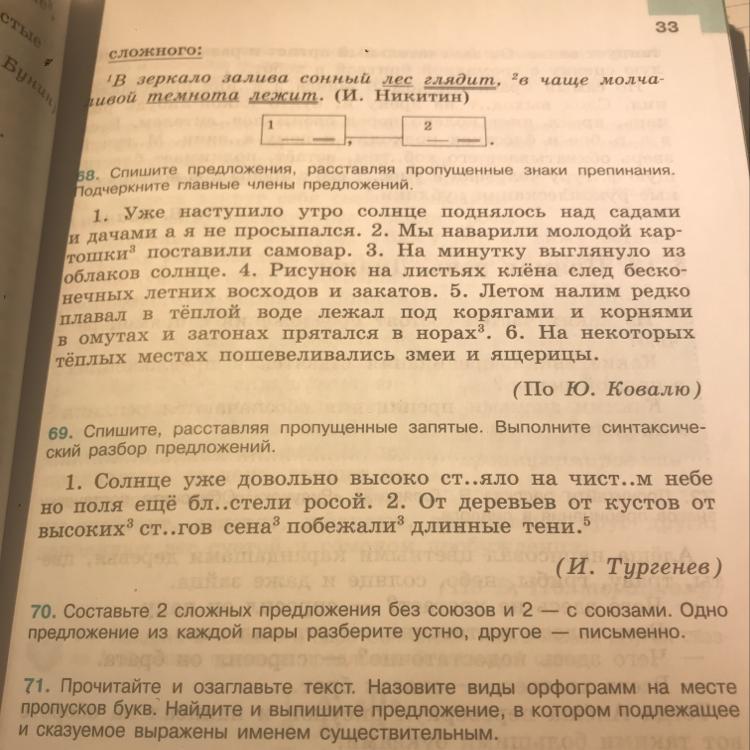 33
сложного:
¹В зеркало залива сонный лес глядит, ²в чаще молча-
ливой темнота лежит. (И. Никитин)
1 , 2 .
68. Спишите предложения, расставляя пропущенные знаки препинания.
Подчеркните главные члены предложений.
1. Уже наступило утро солнце поднялось над садами
и дачами а я не просыпался. 2. Мы наварили молодой кар-
тошки³ поставили самовар. 3. На минутку выглянуло из
облаков солнце. 4. Рисунок на листьях клёна след беско-
нечных летних восходов и закатов. 5. Летом налим редко
плавал в тёплой воде лежал под корягами и корнями
в омутах и затонах прятался в норах³. 6. На некоторых
тёплых местах пошевеливались змеи и ящерицы.
(По Ю. Ковалю)
69. Спишите, расставляя пропущенные запятые. Выполните синтаксиче-
ский разбор предложений.
1. Солнце уже довольно высоко ст..яло на чист..м небе
но поля ещё бл..стели росой. 2. От деревьев от кустов от
высоких³ ст..гов сена³ побежали³ длинные тени.⁵
(И. Тургенев)
70. Составьте 2 сложных предложения без союзов и 2 — с союзами. Одно
предложение из каждой пары разберите устно, другое — письменно.
71. Прочитайте и озаглавьте текст. Назовите виды орфограмм на месте
пропусков букв. Найдите и выпишите предложение, в котором подлежащее
и сказуемое выражены именем существительным.
стые
Бунин)